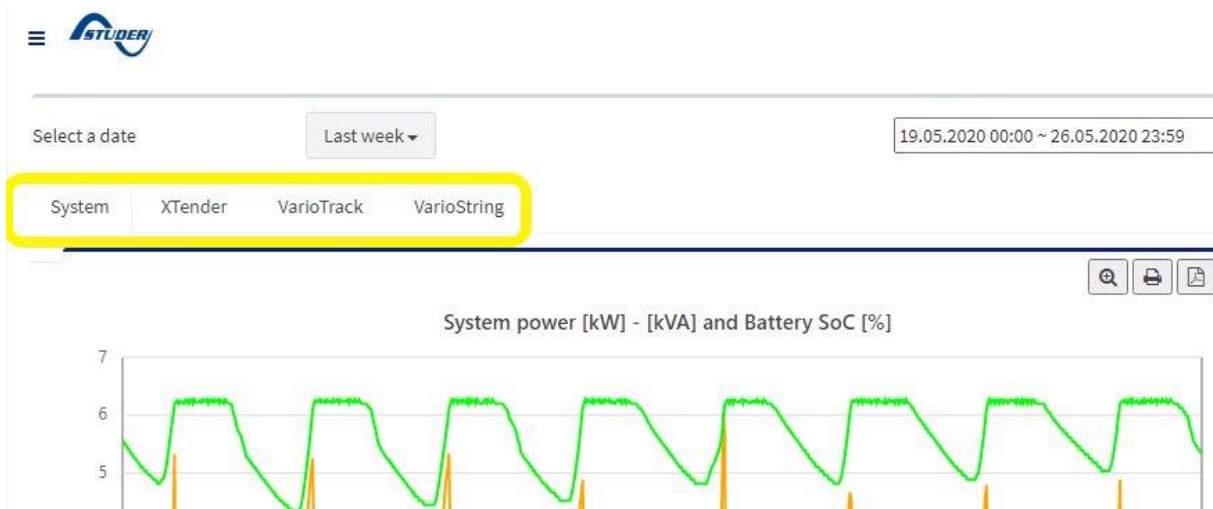 STUDER
Select a date
Last week
19.05.2020 00:00 ~ 26.05.2020 23:59
System XTender VarioTrack VarioString
System power [kW] - [kVA] and Battery SoC [%]
7
6
5